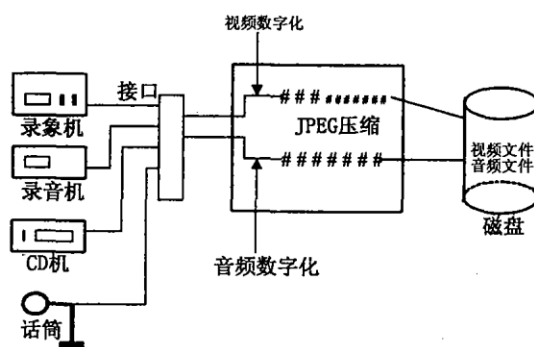 视频数字化
接口
录象机
JPEG压缩
录音机
视频文件
音频文件
CD机
磁盘
音频数字化
话筒